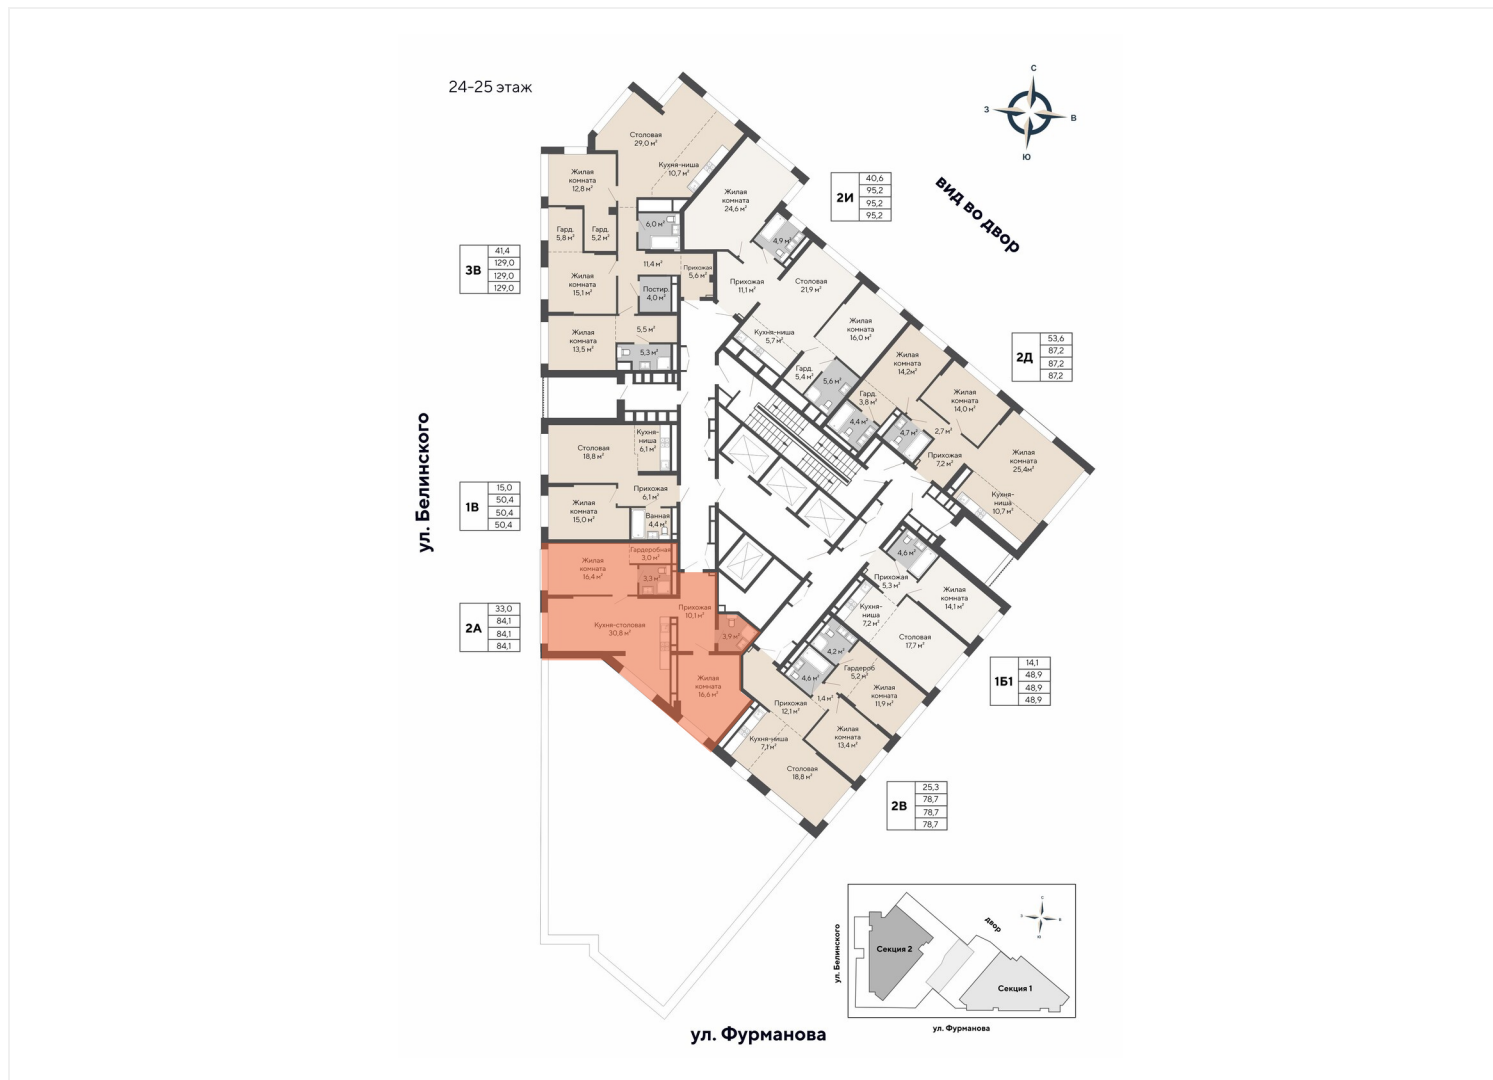 24-25 этаж
С
З
В
Ю
вид во двор
ул. Белинского
ул. Фурманова
Столовая
29,0 м²
Кухня-ниша
10,7 м²
Жилая
комната
12,8 м²
Гард.
5,8 м²
Гард.
5,2 м²
6,0 м²
11,4 м²
Прихожая
5,6 м²
Жилая
комната
15,1 м²
Постир.
4,0 м²
5,5 м²
Жилая
комната
13,5 м²
5,3 м²
3В
41,4
129,0
129,0
129,0
Жилая
комната
24,6 м²
4,9 м²
Прихожая
11,1 м²
Столовая
21,9 м²
Кухня-ниша
5,7 м²
Жилая
комната
16,0 м²
Гард.
5,4 м²
5,6 м²
2И
40,6
95,2
95,2
95,2
Жилая
комната
14,2м²
Гард.
3,8 м²
4,4 м²
Жилая
комната
14,0 м²
4,7 м²
2,7 м²
Прихожая
7,2 м²
Жилая
комната
25,4м²
Кухня-
ниша
10,7 м²
2Д
53,6
87,2
87,2
87,2
Столовая
18,8 м²
Кухня-
ниша
6,1 м²
Прихожая
6,1 м²
Жилая
комната
15,0 м²
Ванная
4,4 м²
1В
15,0
50,4
50,4
50,4
Жилая
комната
16,4 м²
Гардеробная
3,0 м²
3,3 м²
Прихожая
10,1 м²
Кухня-столовая
30,8 м²
3,9 м²
Жилая
комната
16,6 м²
2А
33,0
84,1
84,1
84,1
4,6 м²
Прихожая
5,3 м²
Жилая
комната
14,1 м²
Кухня-
ниша
7,2 м²
Столовая
17,7 м²
1Б1
14,1
48,9
48,9
48,9
4,2 м²
4,6 м²
Гардероб
5,2 м²
1,4 м²
Жилая
комната
11,9 м²
Прихожая
12,1 м²
Жилая
комната
13,4 м²
Кухня-ниша
7,1 м²
Столовая
18,8 м²
2В
25,3
78,7
78,7
78,7
ул. Белинского
Секция 2
двор
Секция 1
ул. Фурманова